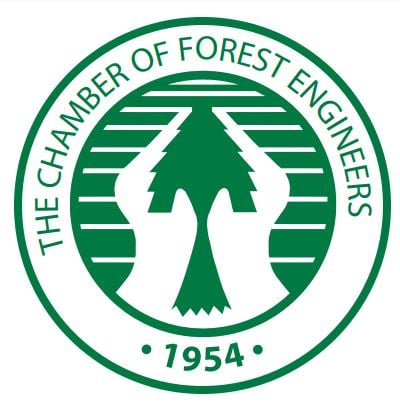 THE CHAMBER OF FOREST ENGINEERS
• 1954 •